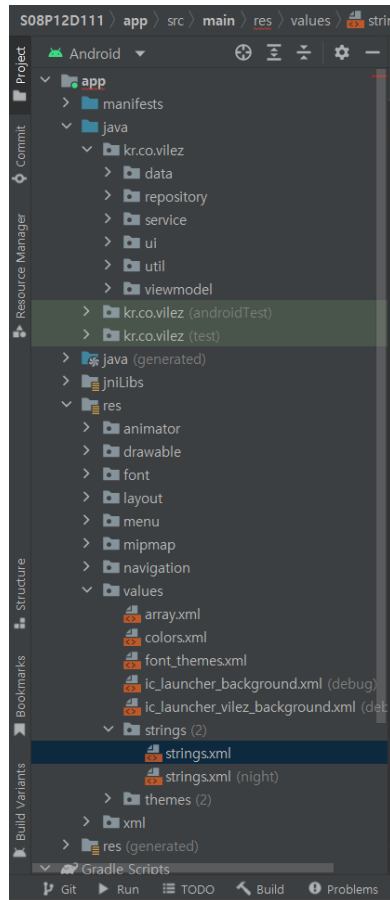 S08P12D111 〉 app 〉 src 〉 main 〉 res 〉 values 〉 strin
Project
Android
app
Commit
manifests
java
kr.co.vilez
data
repository
Resource Manager
service
ui
util
viewmodel
kr.co.vilez (androidTest)
kr.co.vilez (test)
java (generated)
jniLibs
res
animator
drawable
font
layout
menu
mipmap
navigation
Structure
values
array.xml
colors.xml
font_themes.xml
Bookmarks
ic_launcher_background.xml (debug)
ic_launcher_vilez_background.xml (deb
strings (2)
strings.xml
strings.xml (night)
Build Variants
themes (2)
xml
res (generated)
Gradle Scripts
Git Run TODO Build Problems